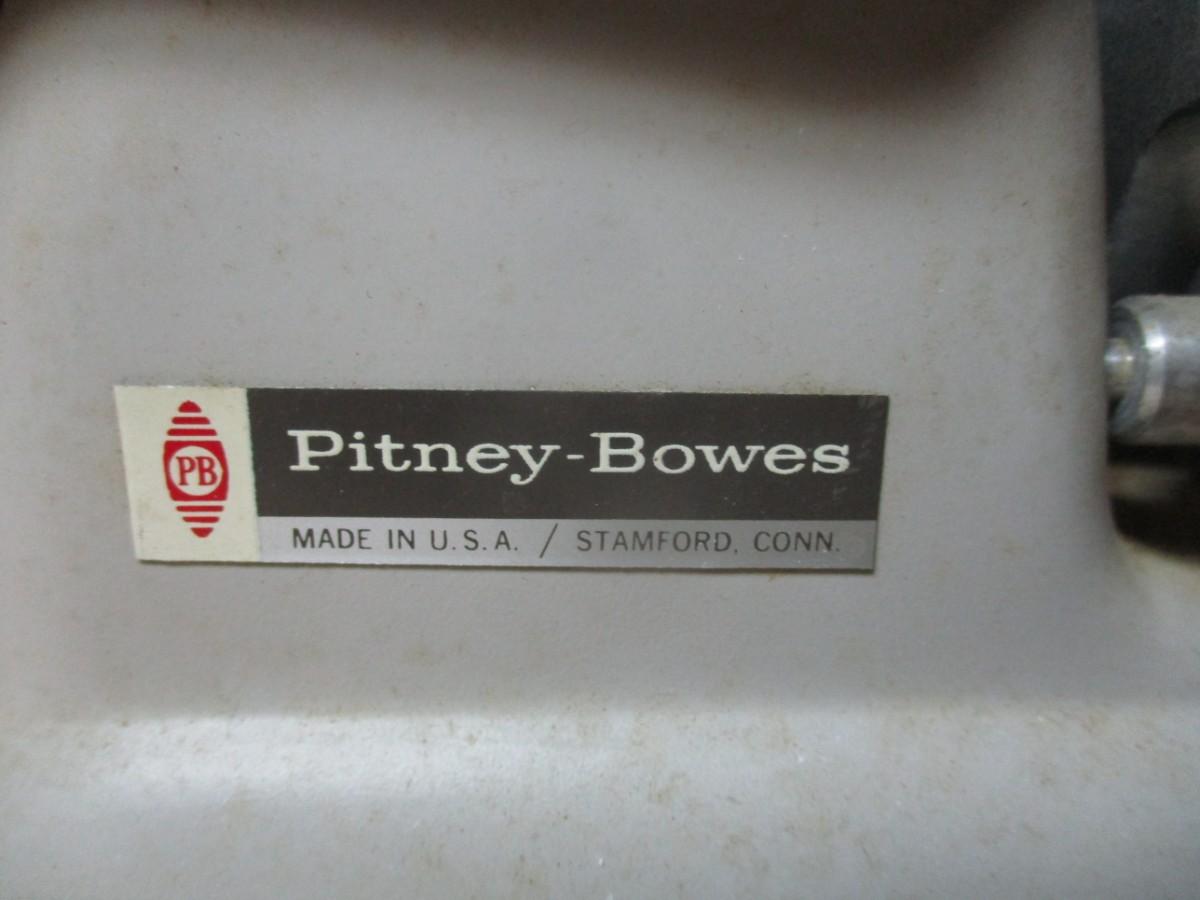 PB
Pitney-Bowes
MADE IN U.S.A. / STAMFORD, CONN.